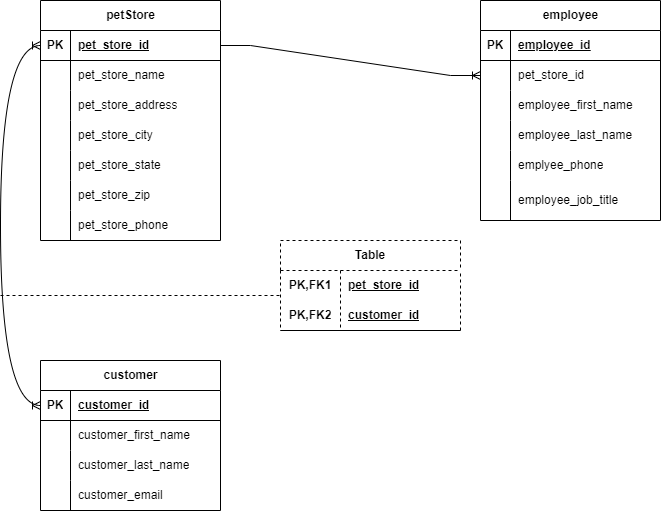 petStore
PK pet_store_id
pet_store_name
pet_store_address
pet_store_city
pet_store_state
pet_store_zip
pet_store_phone
employee
PK employee_id
pet_store_id
employee_first_name
employee_last_name
emplyee_phone
employee_job_title
Table
PK,FK1 pet_store_id
PK,FK2 customer_id
customer
PK customer_id
customer_first_name
customer_last_name
customer_email